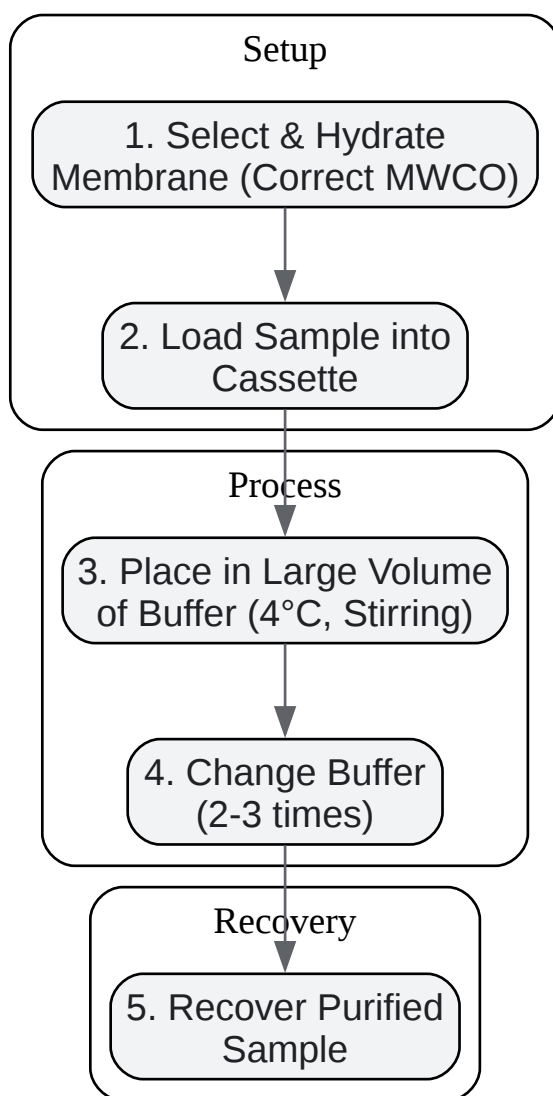 Setup
1. Select & Hydrate
Membrane (Correct MWCO)
2. Load Sample into
Cassette
Process
3. Place in Large Volume
of Buffer (4°C, Stirring)
4. Change Buffer
(2-3 times)
Recovery
5. Recover Purified
Sample